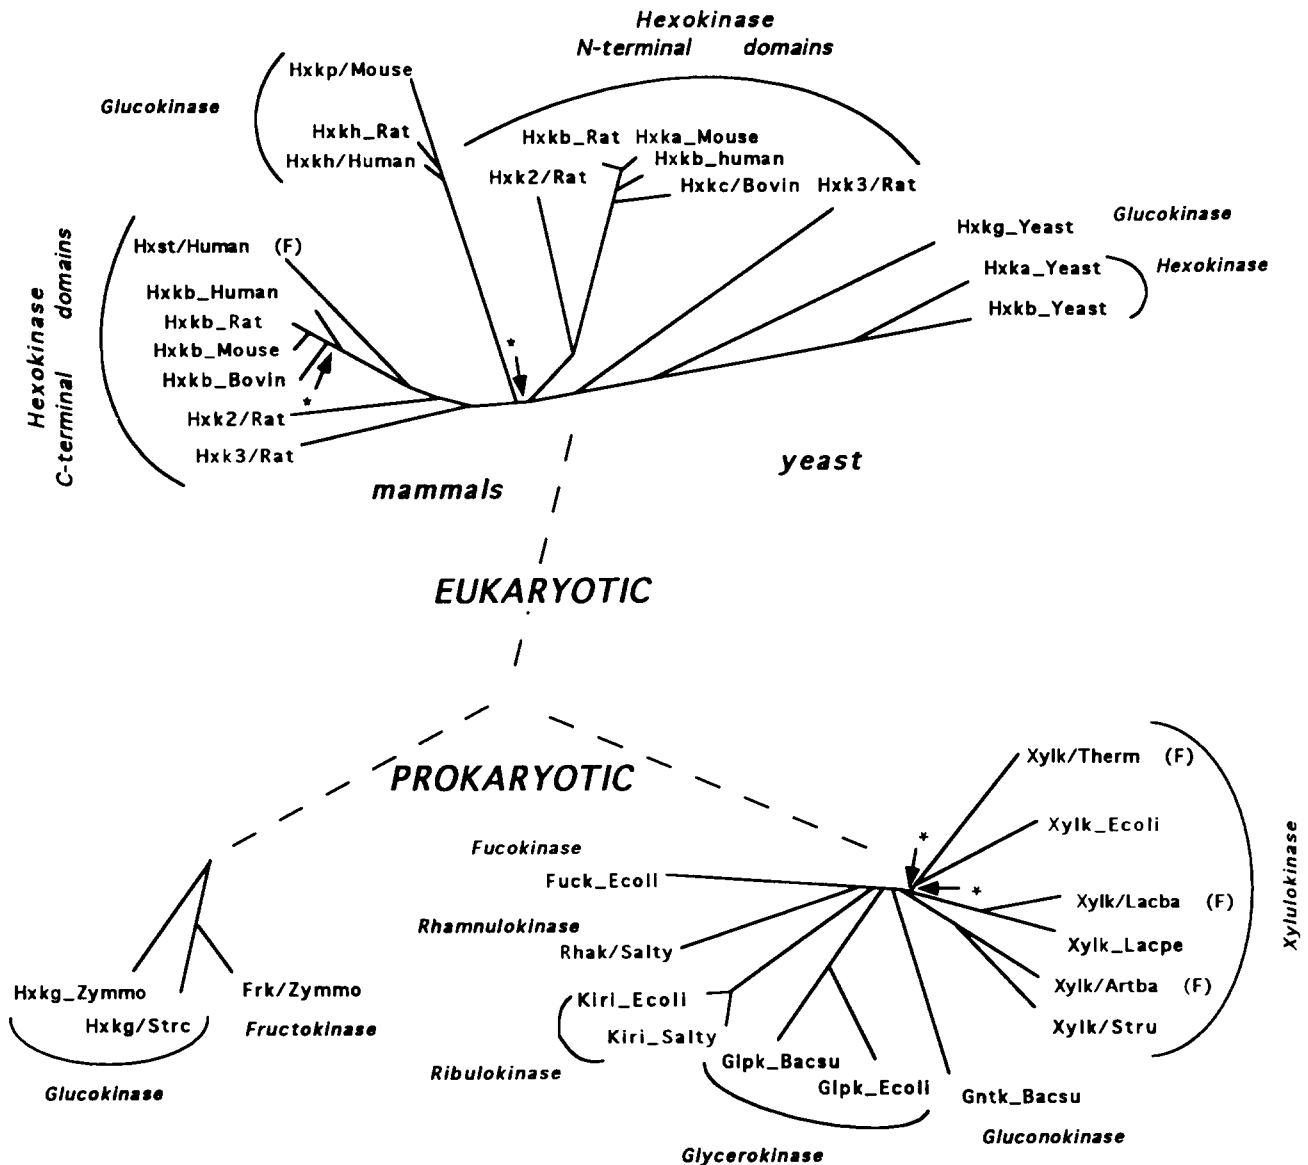 Hexokinase
N-terminal domains
Hxkp/Mouse
Glucokinase
Hxkh_Rat
Hxkh/Human
Hxkb_Rat Hxka_Mouse
Hxkb_human
Hxk2/Rat
Hxkc/Bovin Hxk3/Rat
Hxkg_Yeast Glucokinase
Hxka_Yeast Hexokinase
Hxkb_Yeast
Hexokinase
C-terminal domains
Hxst/Human (F)
Hxkb_Human
Hxkb_Rat
Hxkb_Mouse
Hxkb_Bovin
*
*
Hxk2/Rat
Hxk3/Rat
mammals
yeast
EUKARYOTIC
PROKARYOTIC
Xylk/Therm (F)
Xylk_Ecoli
*
*
Xylk/Lacba (F)
Xylk_Lacpe
Xylk/Artba (F)
Xylk/Stru
Xylulokinase
Fucokinase
Fuck_Ecoli
Rhamnulokinase
Rhak/Salty
Kiri_Ecoli
Kiri_Salty
Ribulokinase
Glpk_Bacsu
Glpk_Ecoli
Glycerokinase
Gntk_Bacsu
Gluconokinase
Hxkg_Zymmo
Hxkg/Strc
Glucokinase
Frk/Zymmo
Fructokinase